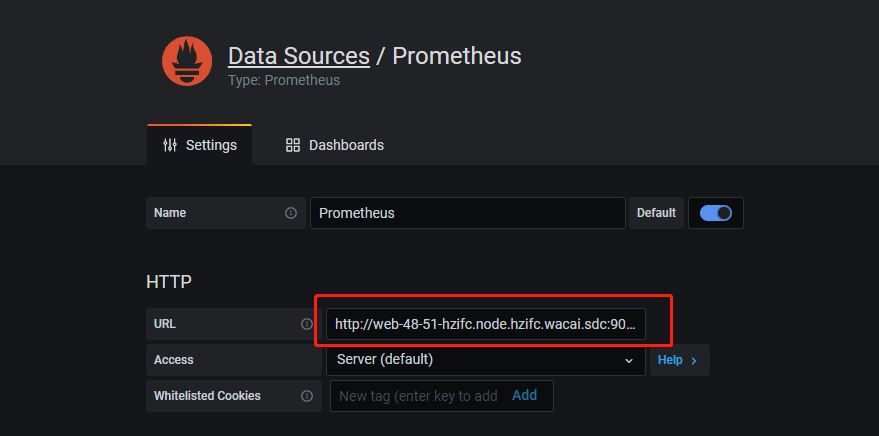 Data Sources / Prometheus
Type: Prometheus
Settings
Dashboards
Name
Prometheus
Default
HTTP
URL
http://web-48-51-hzifc.node.hzifc.wacai.sdc:90...
Access
Server (default)
Help
Whitelisted Cookies
New tag (enter key to add
Add